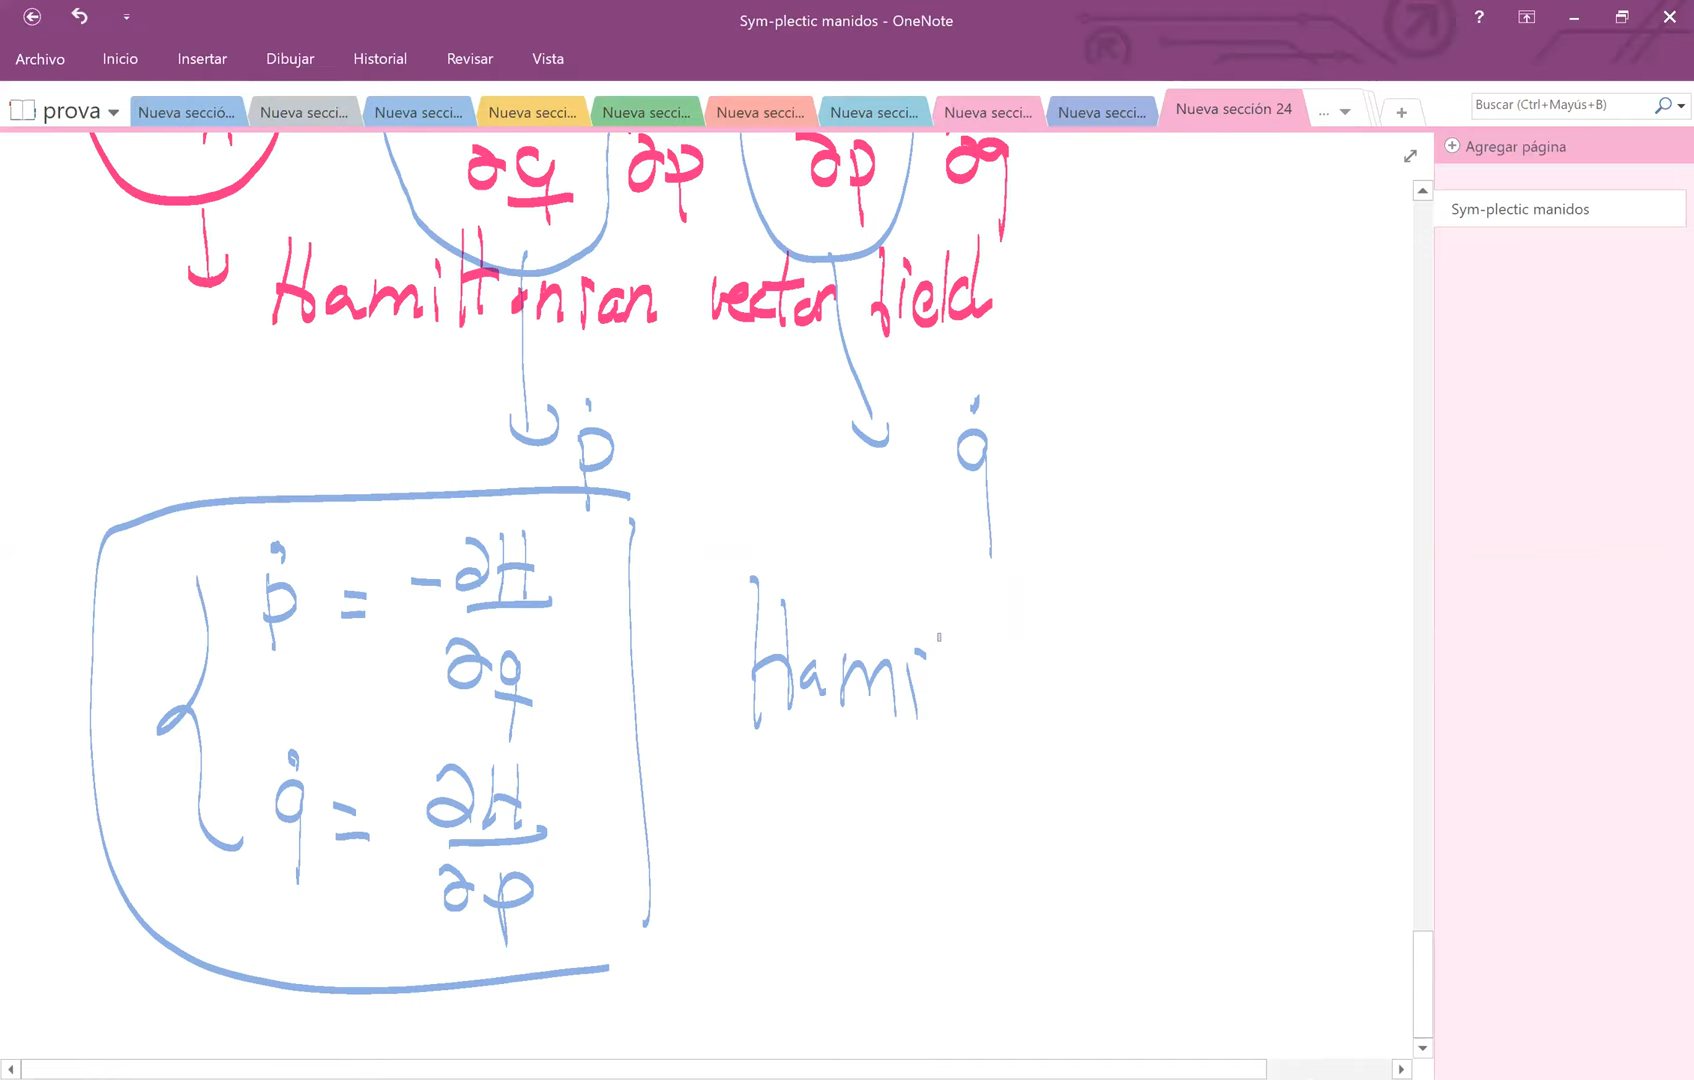 Sym-plectic manidos - OneNote
?
Archivo Inicio Insertar Dibujar Historial Revisar Vista
prova
Nueva secció... Nueva secci... Nueva secci... Nueva secci... Nueva secci... Nueva secci... Nueva secci... Nueva secci... Nueva secci... Nueva sección 24 ... +
Buscar (Ctrl+Mayús+B)
Agregar página
Sym-plectic manidos
∂q ∂p ∂p ∂q
Hamiltonian vector field
ṗ q̇
ṗ = -∂H/∂q
q̇ = ∂H/∂p
Hami